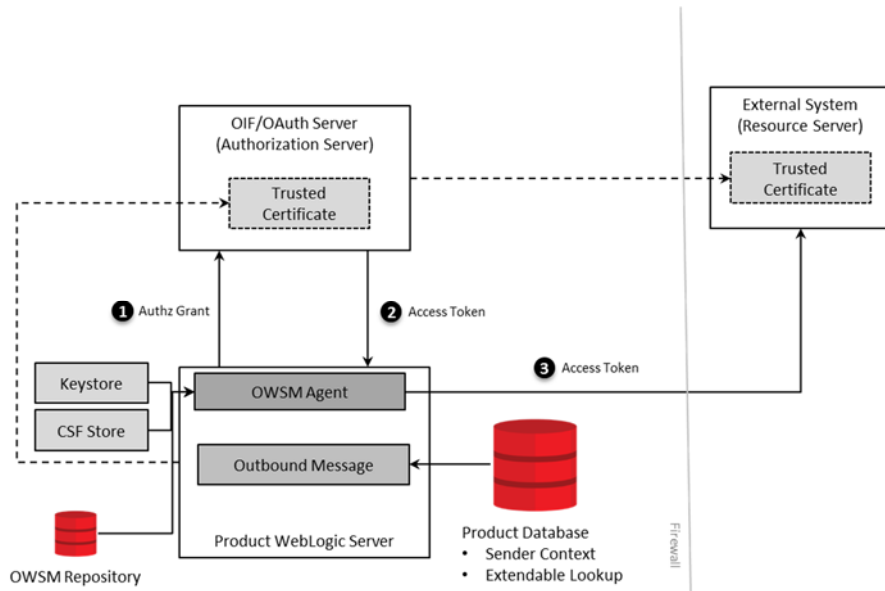 OIF/OAuth Server
(Authorization Server)
Trusted
Certificate
External System
(Resource Server)
Trusted
Certificate
1 Authz Grant
2 Access Token
3 Access Token
Keystore
CSF Store
OWSM Agent
Outbound Message
Product WebLogic Server
OWSM Repository
Product Database
• Sender Context
• Extendable Lookup
Firewall